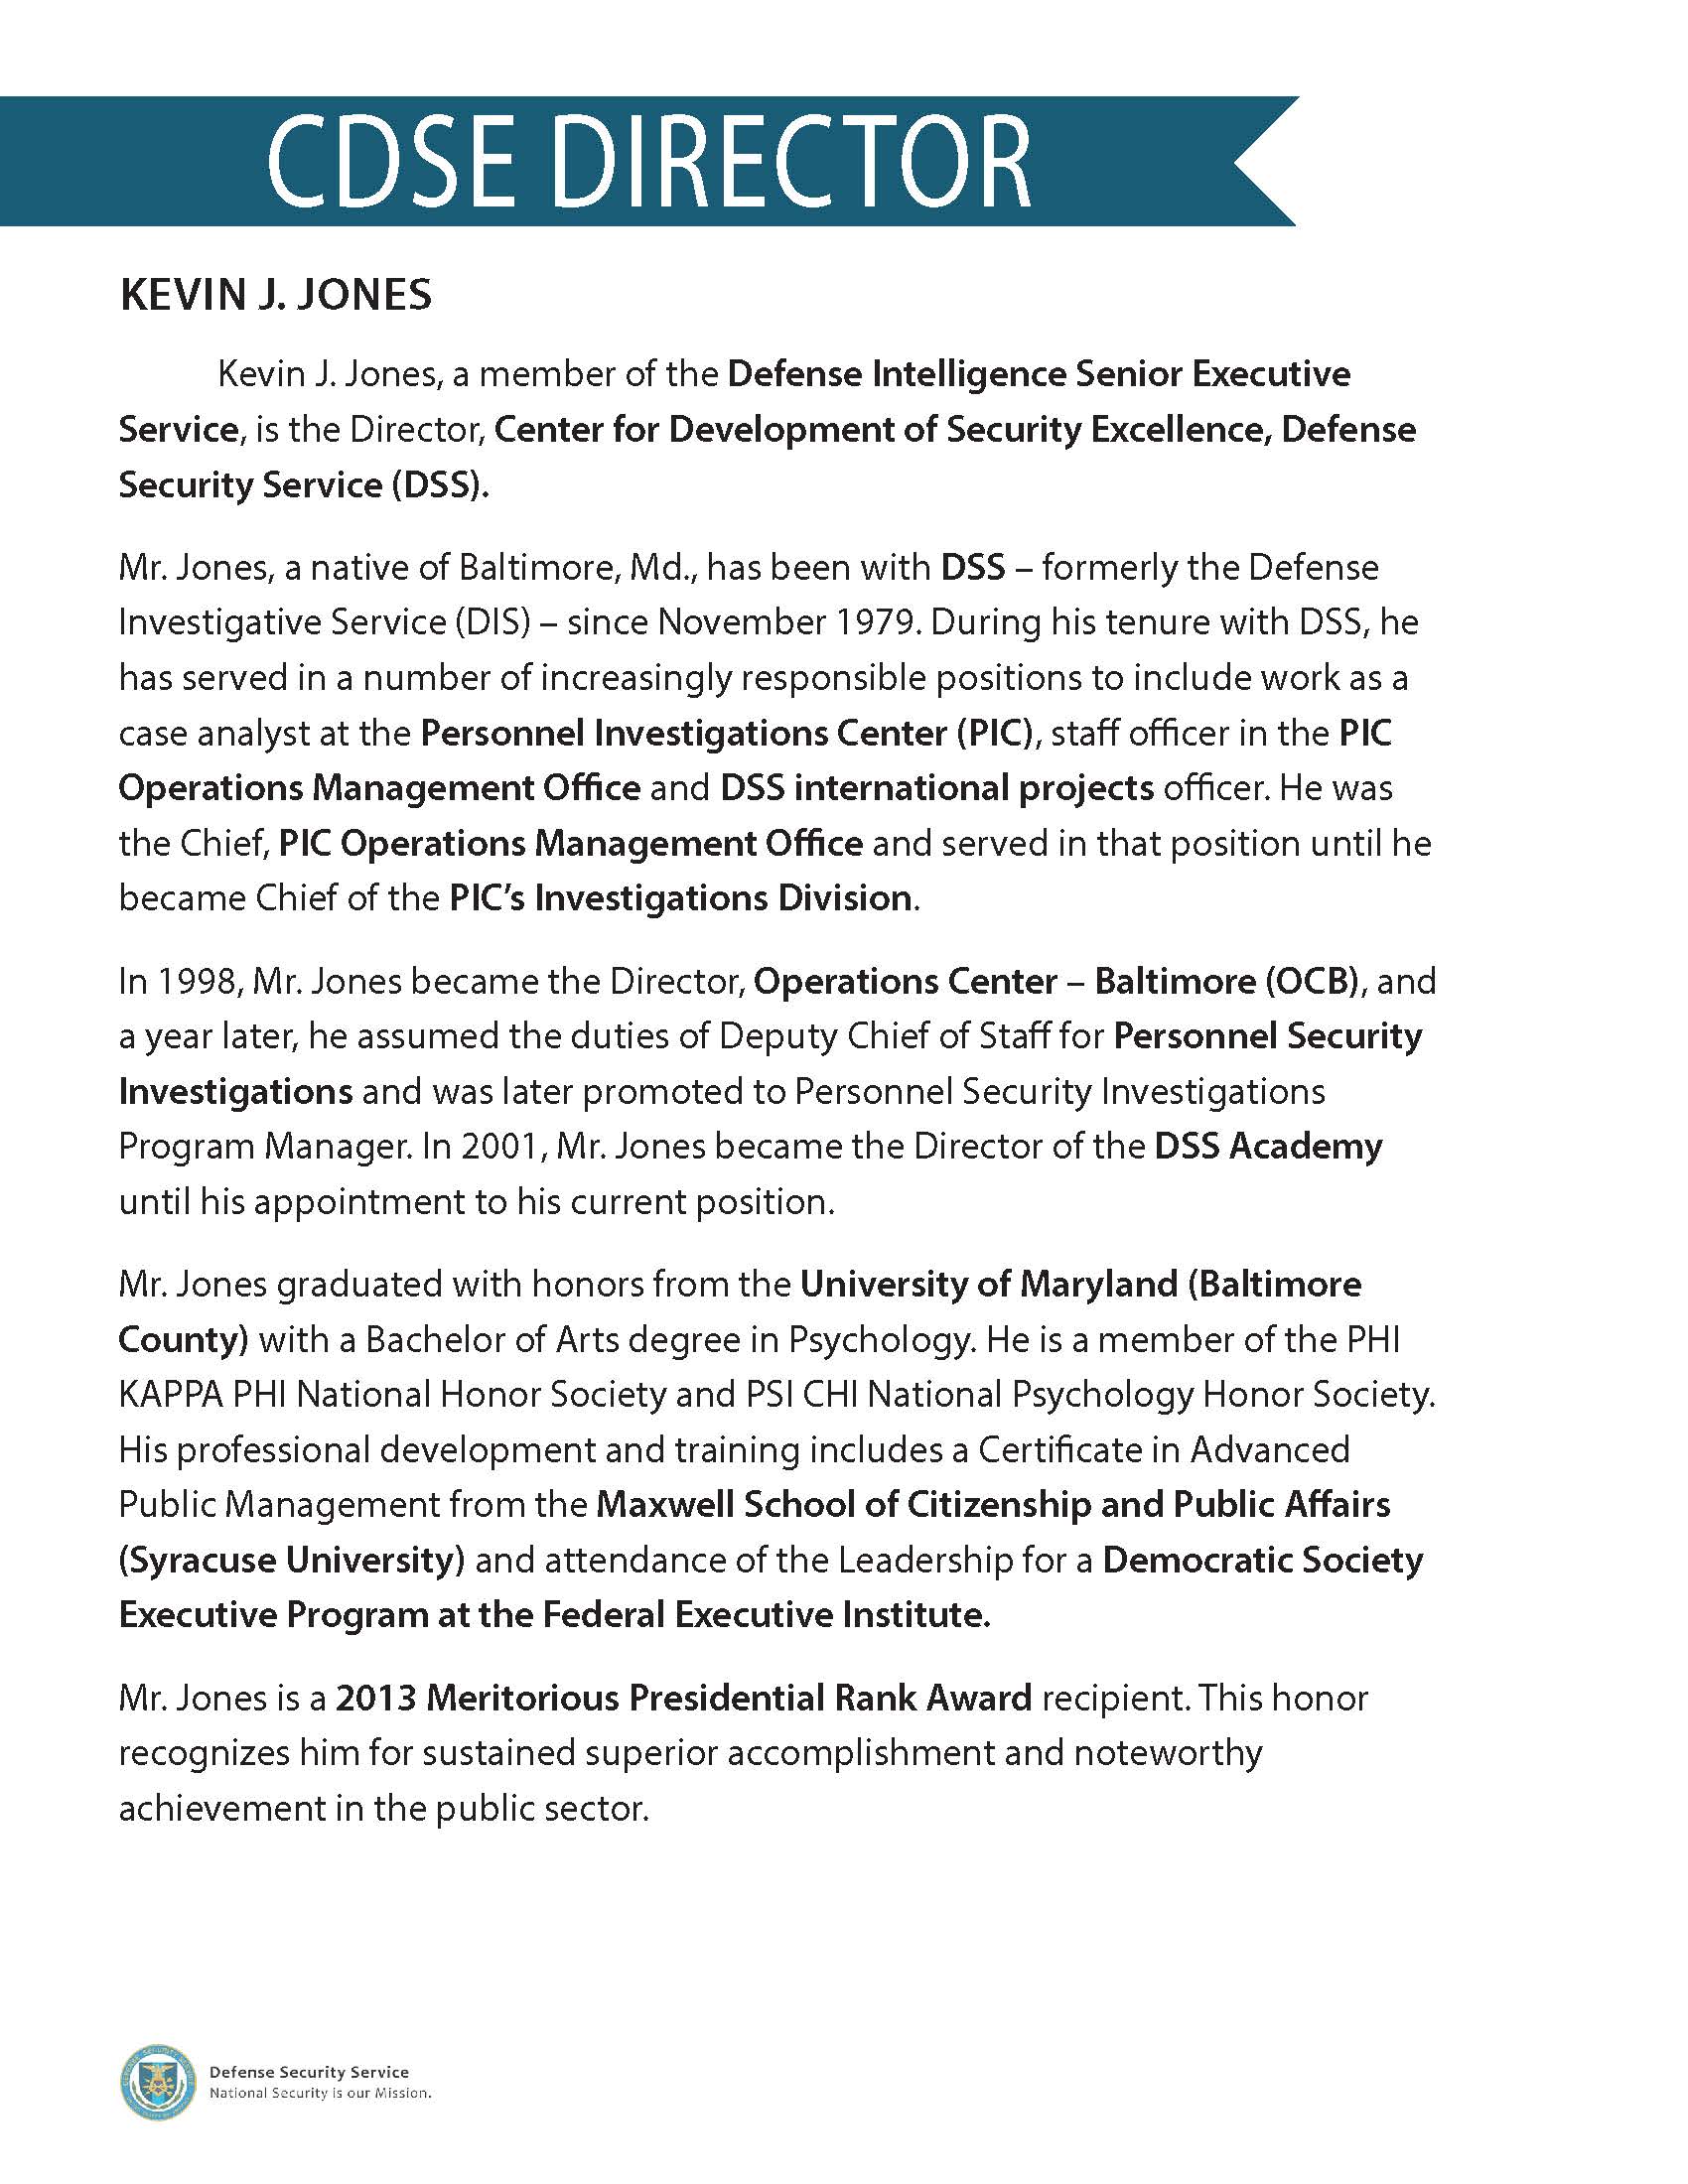 CDSE DIRECTOR
KEVIN J. JONES
Kevin J. Jones, a member of the Defense Intelligence Senior Executive
Service, is the Director, Center for Development of Security Excellence, Defense
Security Service (DSS).
Mr. Jones, a native of Baltimore, Md., has been with DSS – formerly the Defense
Investigative Service (DIS) – since November 1979. During his tenure with DSS, he
has served in a number of increasingly responsible positions to include work as a
case analyst at the Personnel Investigations Center (PIC), staff officer in the PIC
Operations Management Office and DSS international projects officer. He was
the Chief, PIC Operations Management Office and served in that position until he
became Chief of the PIC’s Investigations Division.
In 1998, Mr. Jones became the Director, Operations Center – Baltimore (OCB), and
a year later, he assumed the duties of Deputy Chief of Staff for Personnel Security
Investigations and was later promoted to Personnel Security Investigations
Program Manager. In 2001, Mr. Jones became the Director of the DSS Academy
until his appointment to his current position.
Mr. Jones graduated with honors from the University of Maryland (Baltimore
County) with a Bachelor of Arts degree in Psychology. He is a member of the PHI
KAPPA PHI National Honor Society and PSI CHI National Psychology Honor Society.
His professional development and training includes a Certificate in Advanced
Public Management from the Maxwell School of Citizenship and Public Affairs
(Syracuse University) and attendance of the Leadership for a Democratic Society
Executive Program at the Federal Executive Institute.
Mr. Jones is a 2013 Meritorious Presidential Rank Award recipient. This honor
recognizes him for sustained superior accomplishment and noteworthy
achievement in the public sector.
Defense Security Service
National Security is our Mission.